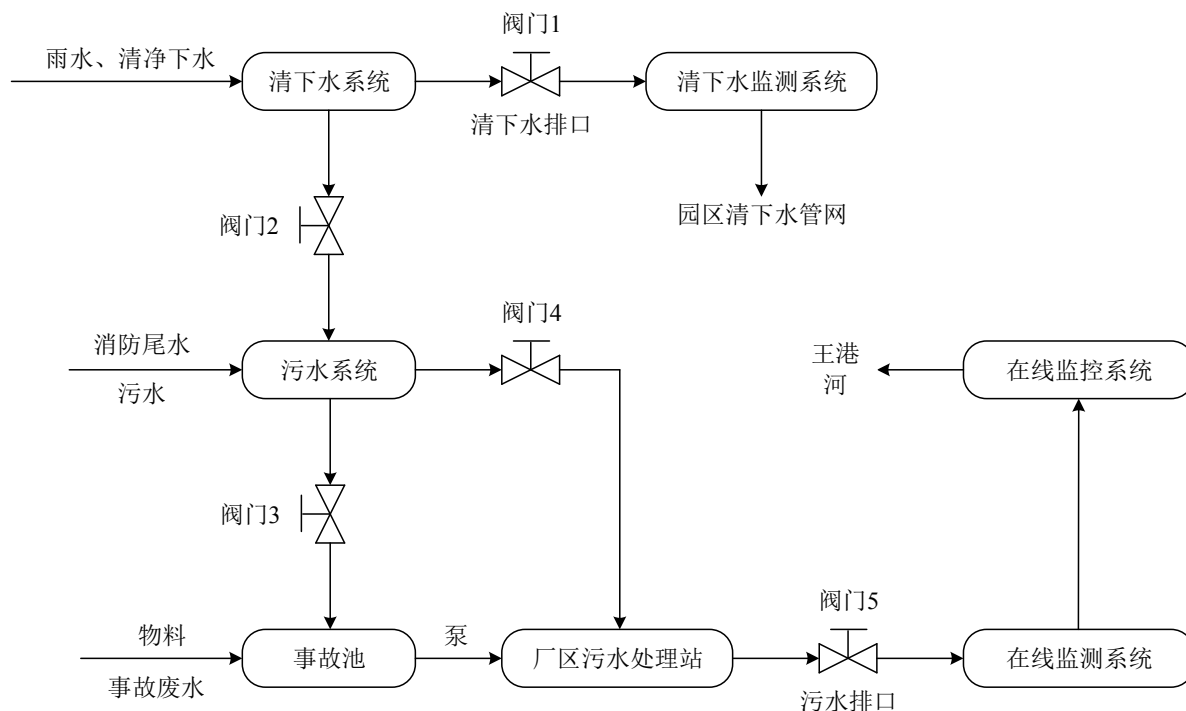 阀门1
雨水、清净下水
清下水系统
清下水监测系统
清下水排口
阀门2
园区清下水管网
阀门4
消防尾水
污水系统
污水
王港
河
在线监控系统
阀门3
阀门5
物料
事故池
泵
厂区污水处理站
在线监测系统
事故废水
污水排口